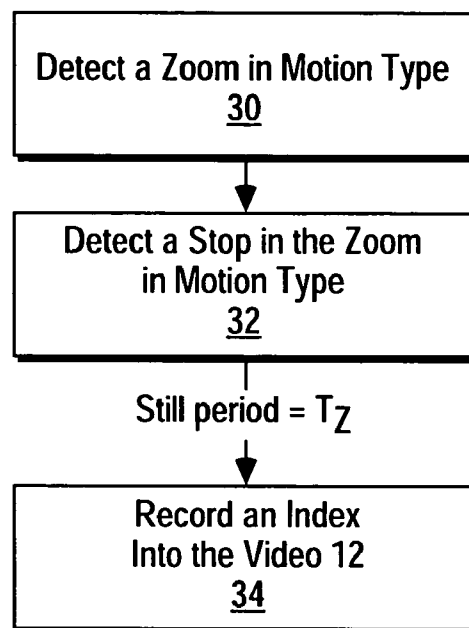 Detect a Zoom in Motion Type
30
Detect a Stop in the Zoom
in Motion Type
32
Still period = TZ
Record an Index
Into the Video 12
34